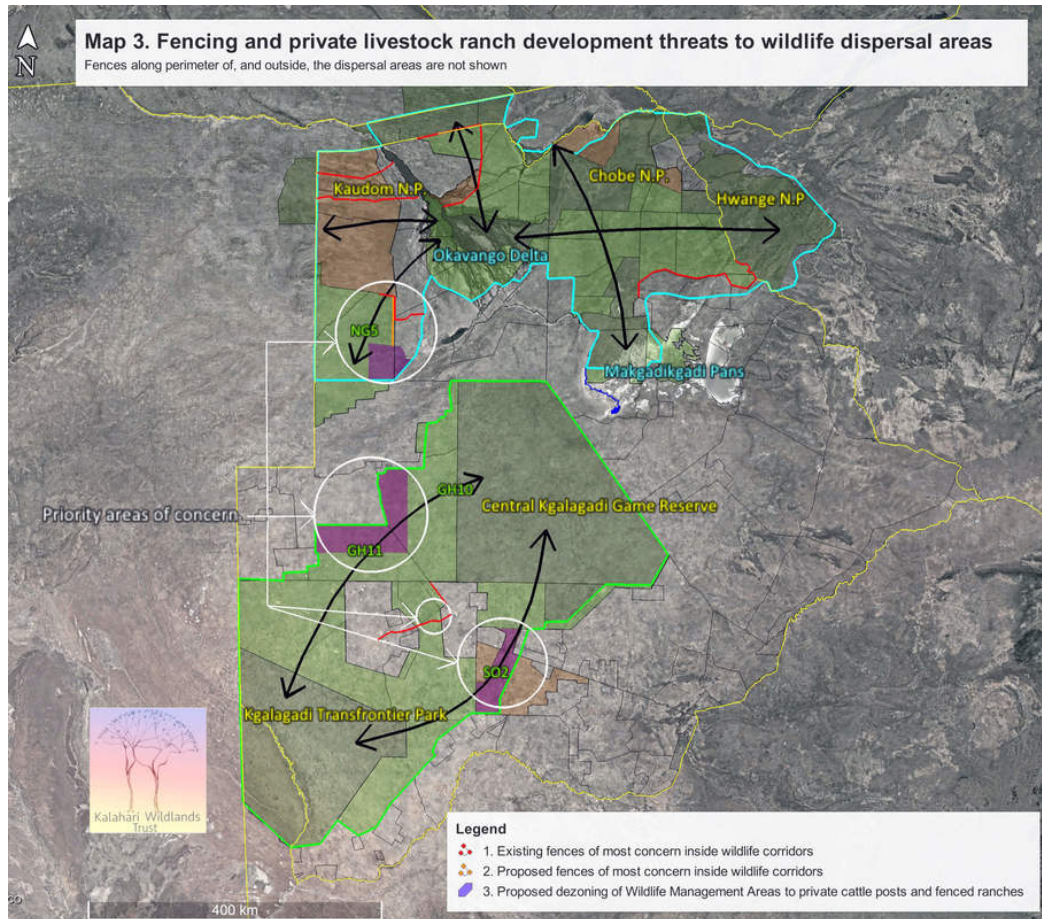 Map 3. Fencing and private livestock ranch development threats to wildlife dispersal areas
Fences along perimeter of, and outside, the dispersal areas are not shown
N
Kaudom N.P.
Chobe N.P.
Hwange N.P
Okavango Delta
NG5
Makgadikgadi Pans
GH10
Central Kgalagadi Game Reserve
Priority areas of concern
GH11
SO2
Kgalagadi Transfrontier Park
Kalahari Wildlands
Trust
Legend
1. Existing fences of most concern inside wildlife corridors
2. Proposed fences of most concern inside wildlife corridors
3. Proposed dezoning of Wildlife Management Areas to private cattle posts and fenced ranches
400 km